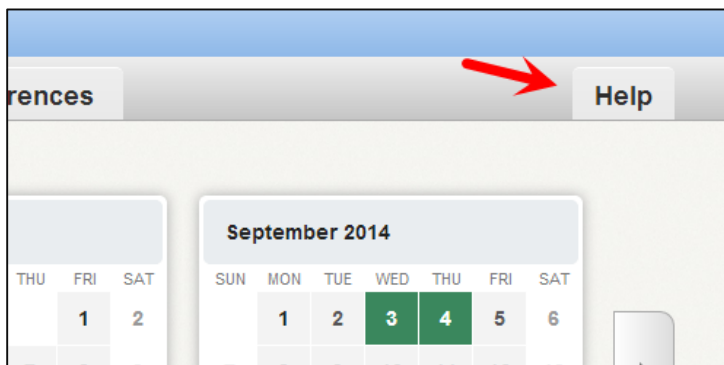 rences
Help
September 2014
THU FRI SAT
SUN MON TUE WED THU FRI SAT
1 2
1 2 3 4 5 6